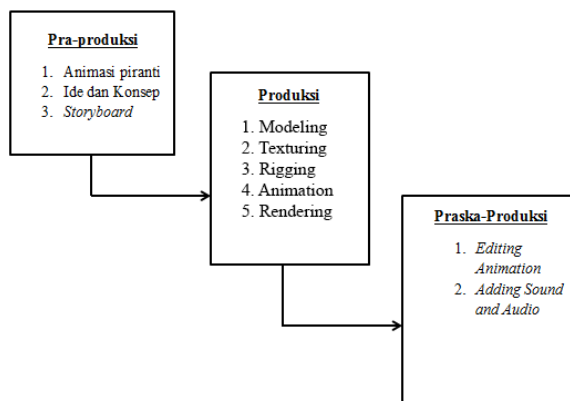 Pra-produksi
1. Animasi piranti
2. Ide dan Konsep
3. Storyboard
Produksi
1. Modeling
2. Texturing
3. Rigging
4. Animation
5. Rendering
Praska-Produksi
1. Editing
Animation
2. Adding Sound
and Audio